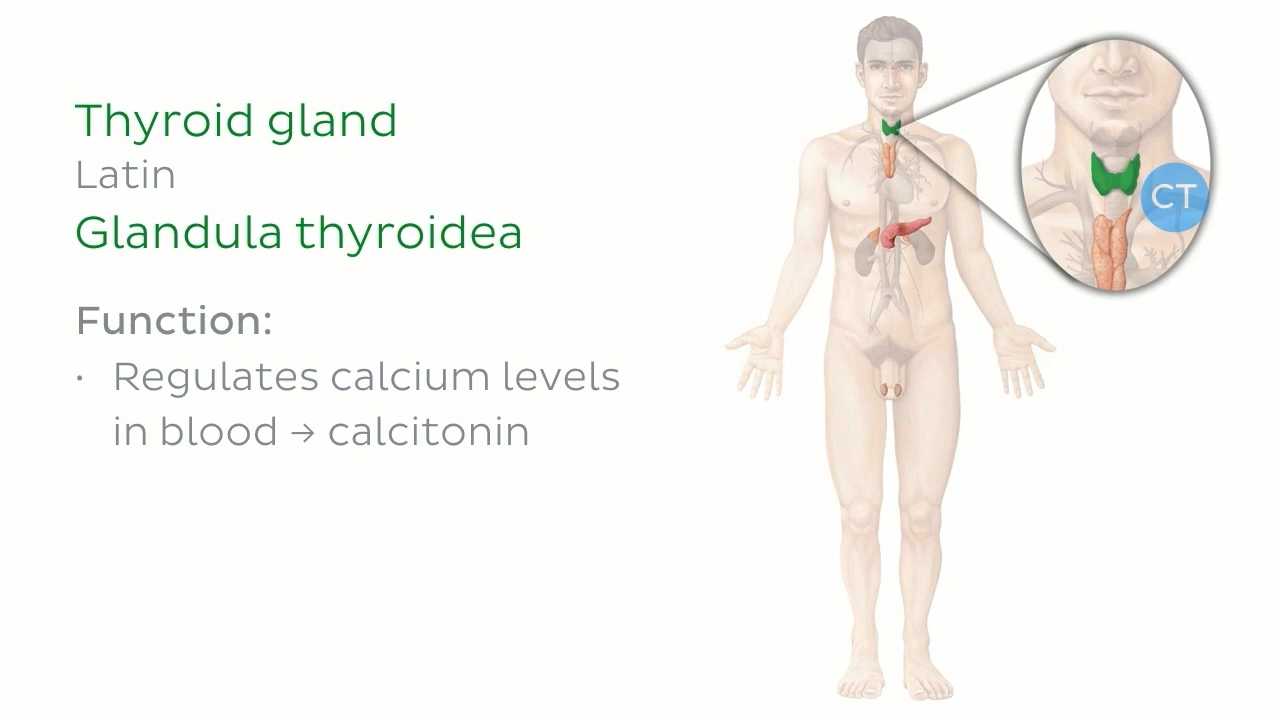 Thyroid gland
Latin
Glandula thyroidea
Function:
• Regulates calcium levels
in blood → calcitonin
CT